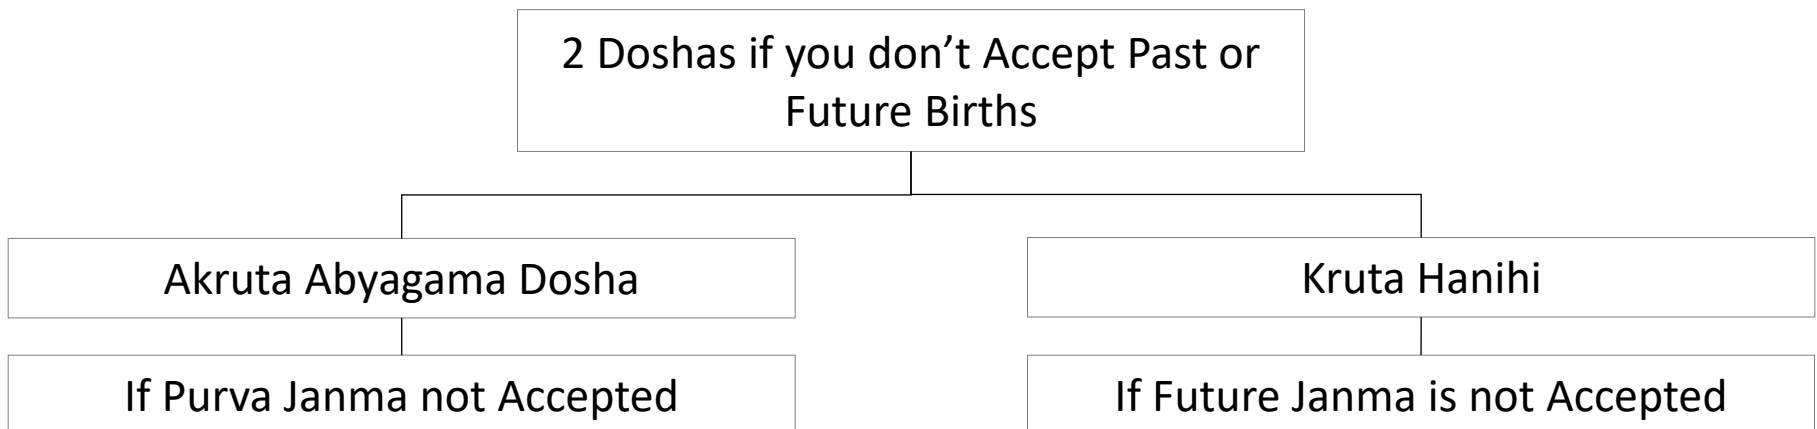 2 Doshas if you don’t Accept Past or
Future Births
Akruta Abyagama Dosha
Kruta Hanihi
If Purva Janma not Accepted
If Future Janma is not Accepted